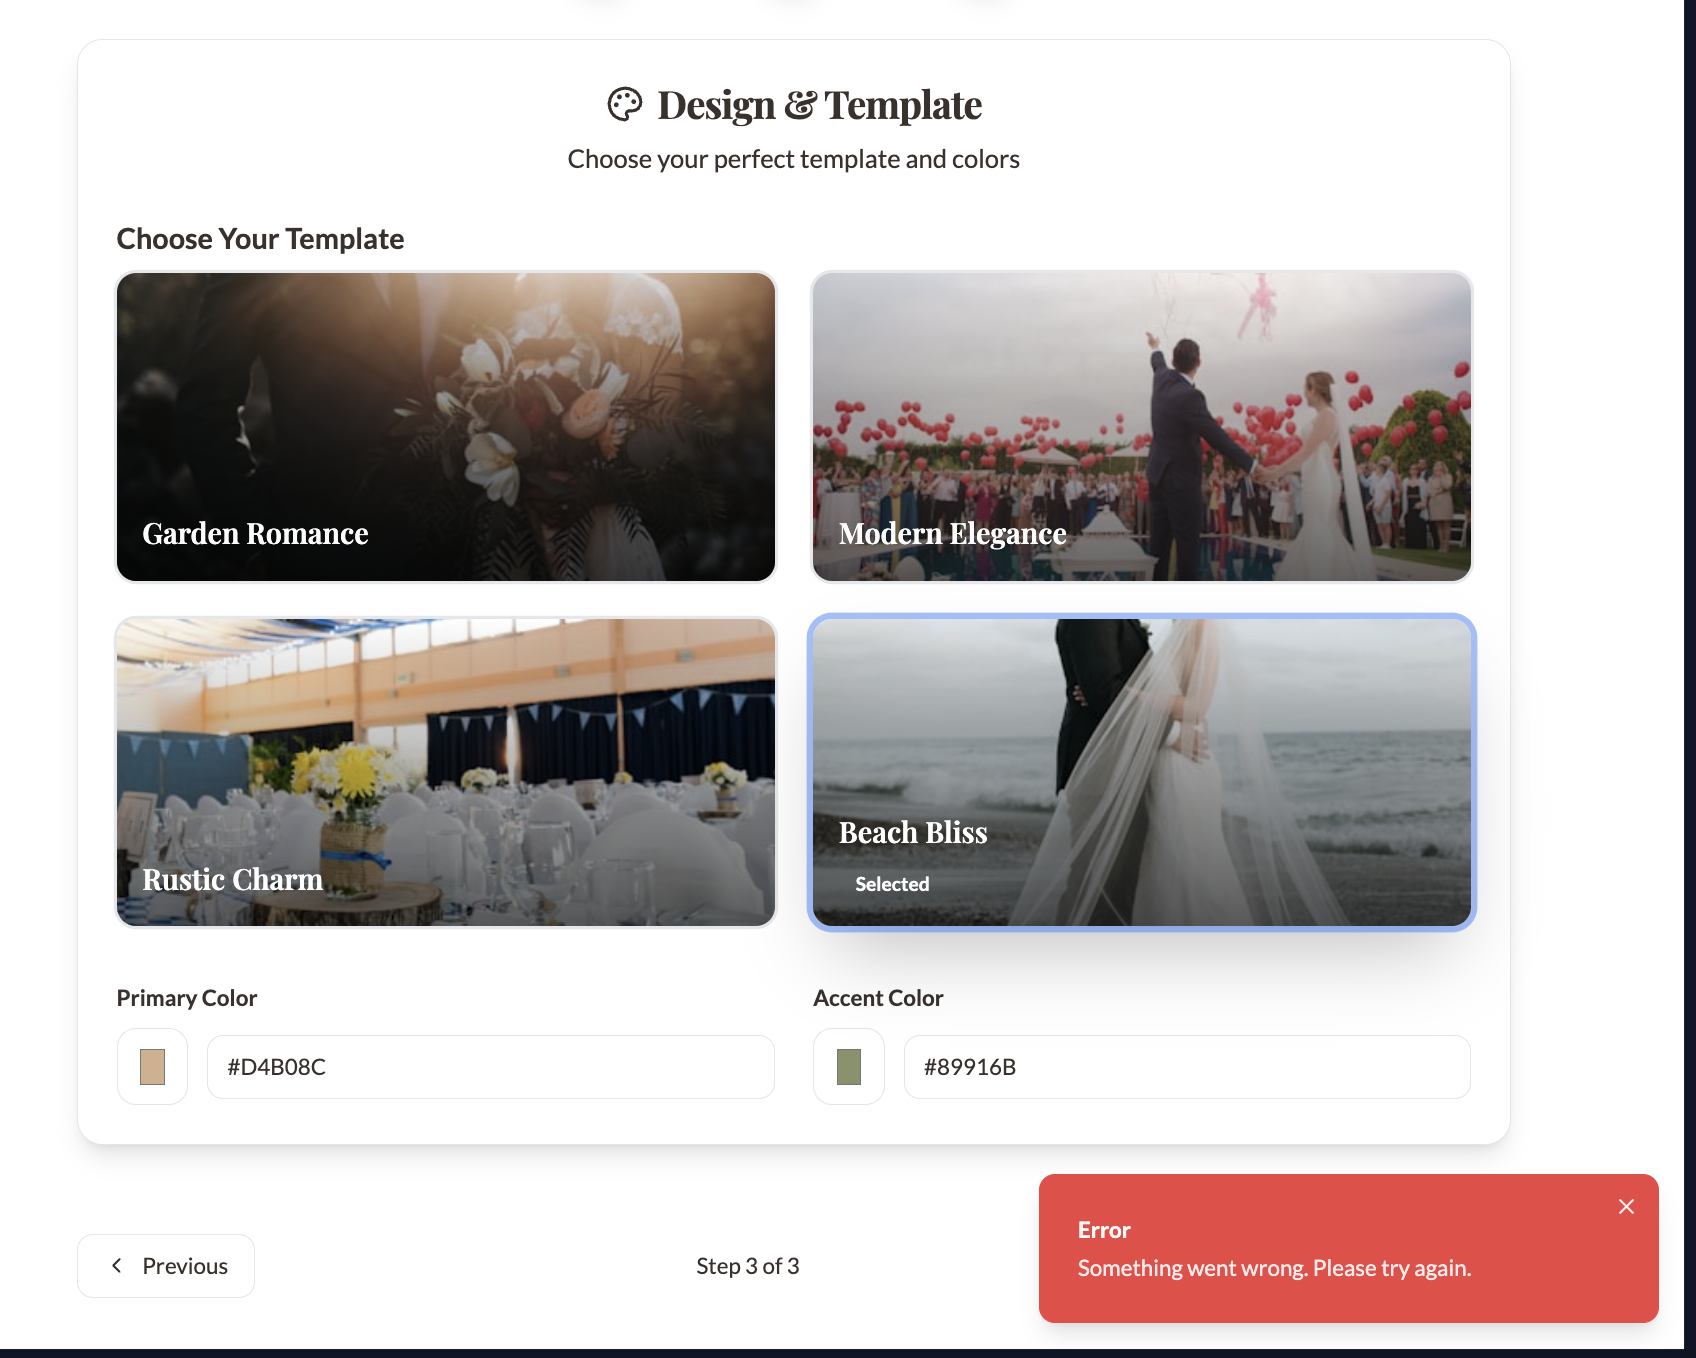 Design & Template
Choose your perfect template and colors
Choose Your Template
Garden Romance
Modern Elegance
Rustic Charm
Beach Bliss
Selected
Primary Color
Accent Color
#D4B08C
#89916B
Previous
Step 3 of 3
Error
Something went wrong. Please try again.